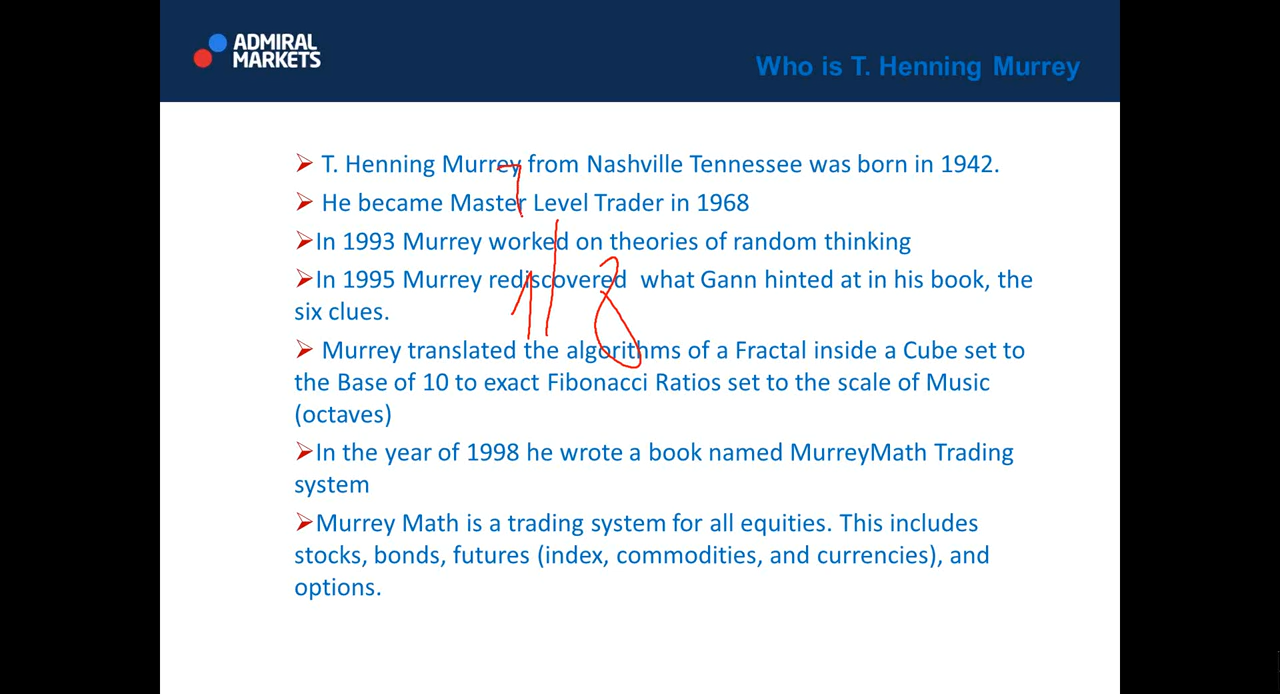 ADMIRAL
MARKETS
Who is T. Henning Murrey
➢ T. Henning Murrey from Nashville Tennessee was born in 1942.
➢ He became Master Level Trader in 1968
➢In 1993 Murrey worked on theories of random thinking
➢In 1995 Murrey rediscovered what Gann hinted at in his book, the
six clues.
➢ Murrey translated the algorithms of a Fractal inside a Cube set to
the Base of 10 to exact Fibonacci Ratios set to the scale of Music
(octaves)
➢In the year of 1998 he wrote a book named MurreyMath Trading
system
➢Murrey Math is a trading system for all equities. This includes
stocks, bonds, futures (index, commodities, and currencies), and
options.
1/8